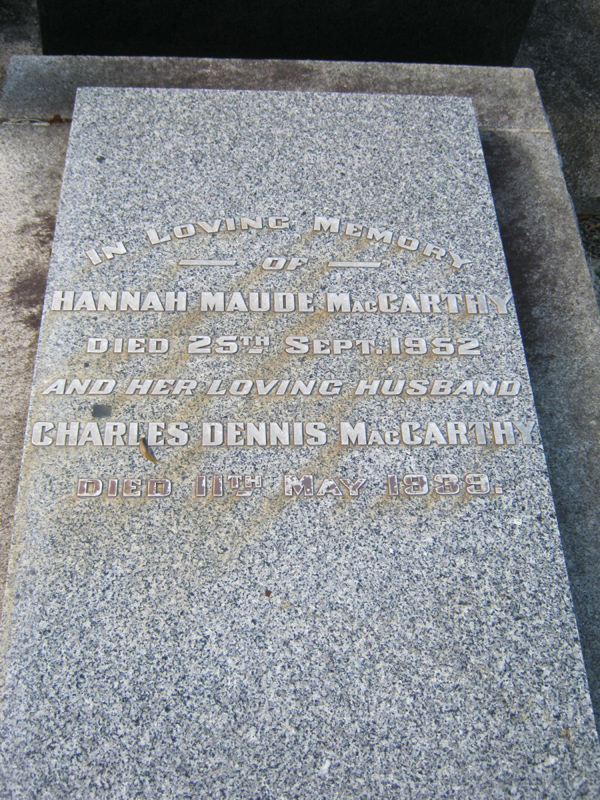 IN LOVING MEMORY
— OF —
HANNAH MAUDE MACCARTHY
DIED 25TH SEPT. 1952
AND HER LOVING HUSBAND
CHARLES DENNIS MACCARTHY
DIED 11TH MAY 1939.